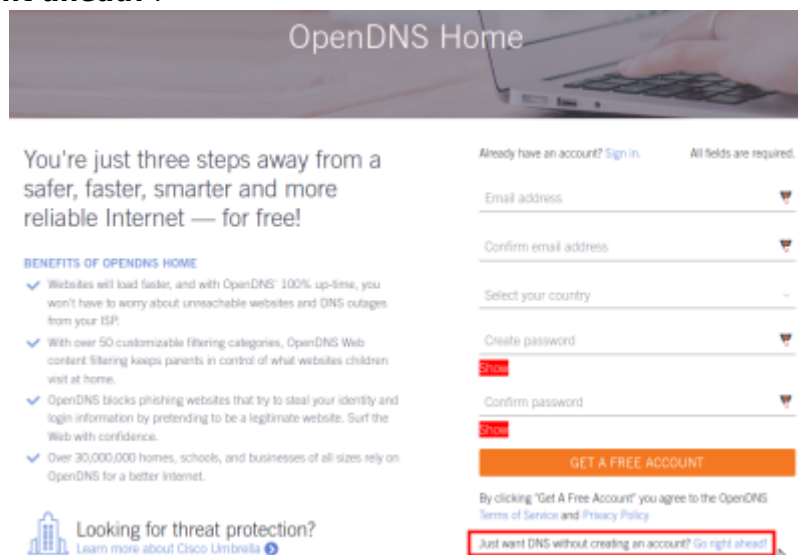 OpenDNS Home
You're just three steps away from a
safer, faster, smarter and more
reliable Internet — for free!
BENEFITS OF OPENDNS HOME
Websites will load faster, and with OpenDNS' 100% up-time, you
won't have to worry about unreachable websites and DNS outages
from your ISP.
With over 50 customizable filtering categories, OpenDNS Web
content filtering keeps parents in control of what websites children
visit at home.
OpenDNS blocks phishing websites that try to steal your identity and
login information by pretending to be a legitimate website. Surf the
Web with confidence.
Over 30,000,000 homes, schools, and businesses of all sizes rely on
OpenDNS for a better Internet.
Looking for threat protection?
Learn more about Cisco Umbrella
Already have an account? Sign in. All fields are required.
Email address
Confirm email address
Select your country
Create password
Show
Confirm password
Show
GET A FREE ACCOUNT
By clicking "Get A Free Account" you agree to the OpenDNS
Terms of Service and Privacy Policy
Just want DNS without creating an account? Go right ahead!